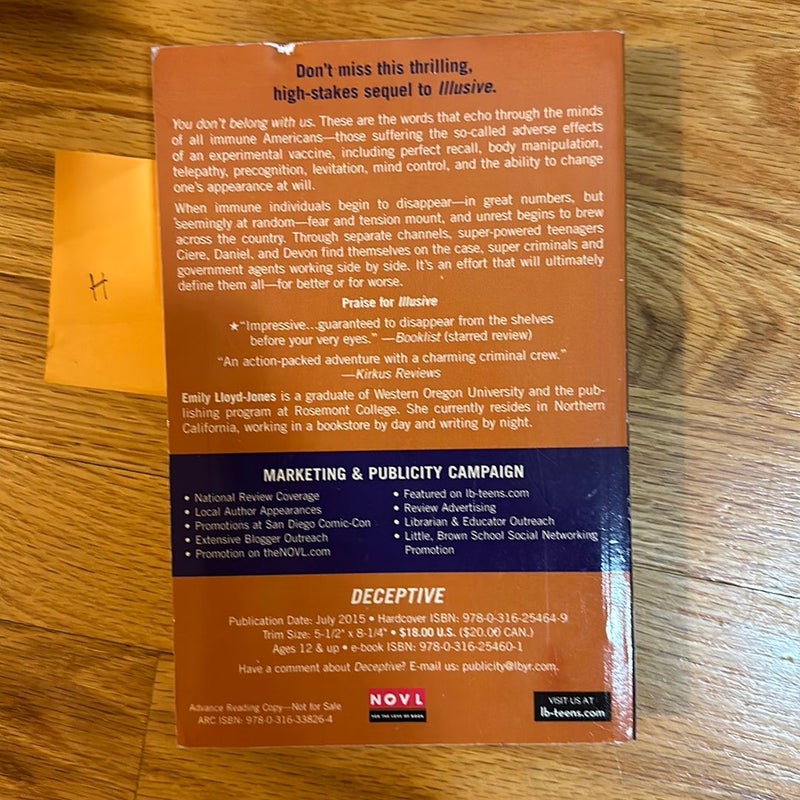 Don't miss this thrilling,
high-stakes sequel to Illusive.
You don't belong with us. These are the words that echo through the minds
of all immune Americans—those suffering the so-called adverse effects
of an experimental vaccine, including perfect recall, body manipulation,
telepathy, precognition, levitation, mind control, and the ability to change
one's appearance at will.
When immune individuals begin to disappear—in great numbers, but
seemingly at random—fear and tension mount, and unrest begins to brew
across the country. Through separate channels, super-powered teenagers
Ciere, Daniel, and Devon find themselves on the case, super criminals and
government agents working side by side. It's an effort that will ultimately
define them all—for better or for worse.
Praise for Illusive
★"Impressive...guaranteed to disappear from the shelves
before your very eyes." —Booklist (starred review)
"An action-packed adventure with a charming criminal crew."
—Kirkus Reviews
Emily Lloyd-Jones is a graduate of Western Oregon University and the pub-
lishing program at Rosemont College. She currently resides in Northern
California, working in a bookstore by day and writing by night.
H
MARKETING & PUBLICITY CAMPAIGN
• National Review Coverage
• Local Author Appearances
• Promotions at San Diego Comic-Con
• Extensive Blogger Outreach
• Promotion on theNOVL.com
• Featured on lb-teens.com
• Review Advertising
• Librarian & Educator Outreach
• Little, Brown School Social Networking
Promotion
DECEPTIVE
Publication Date: July 2015 • Hardcover ISBN: 978-0-316-25464-9
Trim Size: 5-1/2" x 8-1/4" • $18.00 U.S. ($20.00 CAN.)
Ages 12 & up • e-book ISBN: 978-0-316-25460-1
Have a comment about Deceptive? E-mail us: publicity@lbyr.com.
Advance Reading Copy—Not for Sale
ARC ISBN: 978-0-316-33826-4
NOVL
FOR THE LOVE OF BOOK
VISIT US AT
lb-teens.com